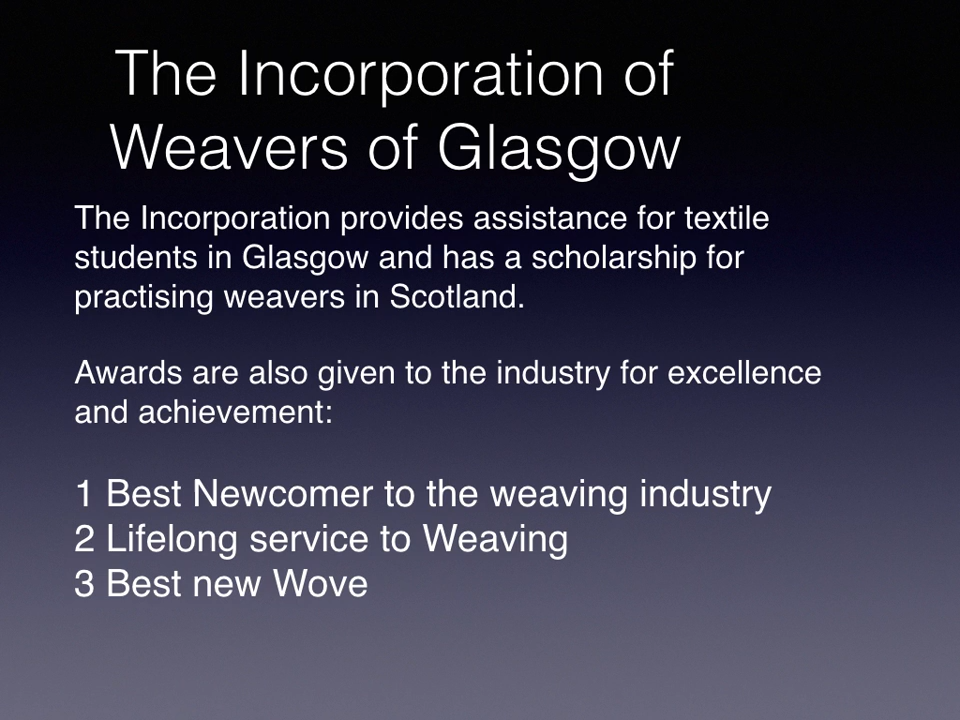 The Incorporation of
Weavers of Glasgow
The Incorporation provides assistance for textile
students in Glasgow and has a scholarship for
practising weavers in Scotland.
Awards are also given to the industry for excellence
and achievement:
1 Best Newcomer to the weaving industry
2 Lifelong service to Weaving
3 Best new Wove